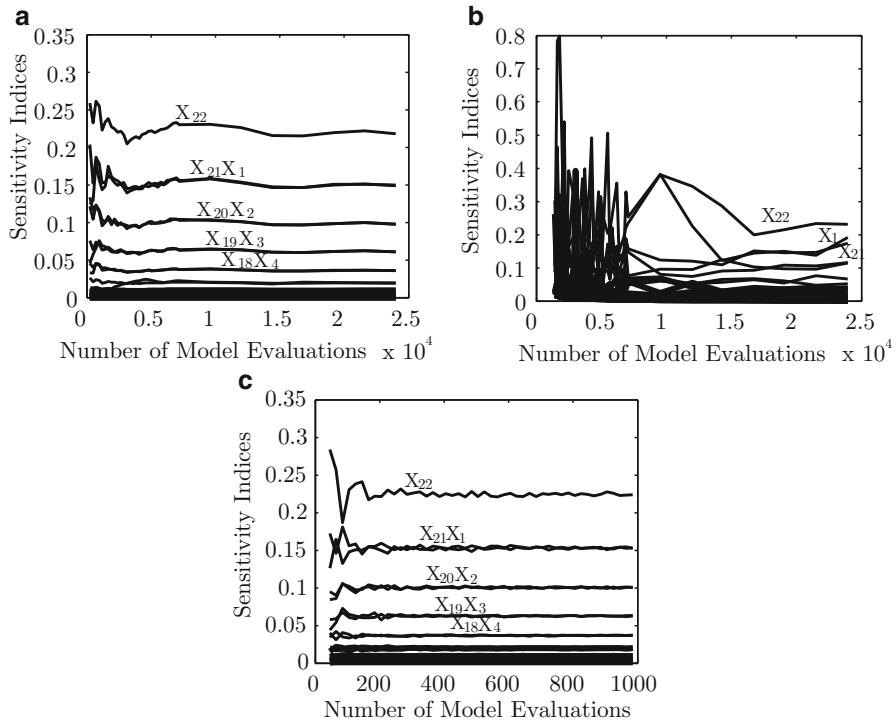 a
0.35
0.3
0.25
0.2
0.15
0.1
0.05
0
Sensitivity Indices
X22
X21X1
X20X2
X19X3
X18X4
0 0.5 1 1.5 2 2.5
Number of Model Evaluations x 10^4
b
0.8
0.7
0.6
0.5
0.4
0.3
0.2
0.1
0
Sensitivity Indices
X22
X1
X21
0 0.5 1 1.5 2 2.5
Number of Model Evaluations x 10^4
c
0.35
0.3
0.25
0.2
0.15
0.1
0.05
0
Sensitivity Indices
X22
X21X1
X20X2
X19X3
X18X4
0 200 400 600 800 1000
Number of Model Evaluations